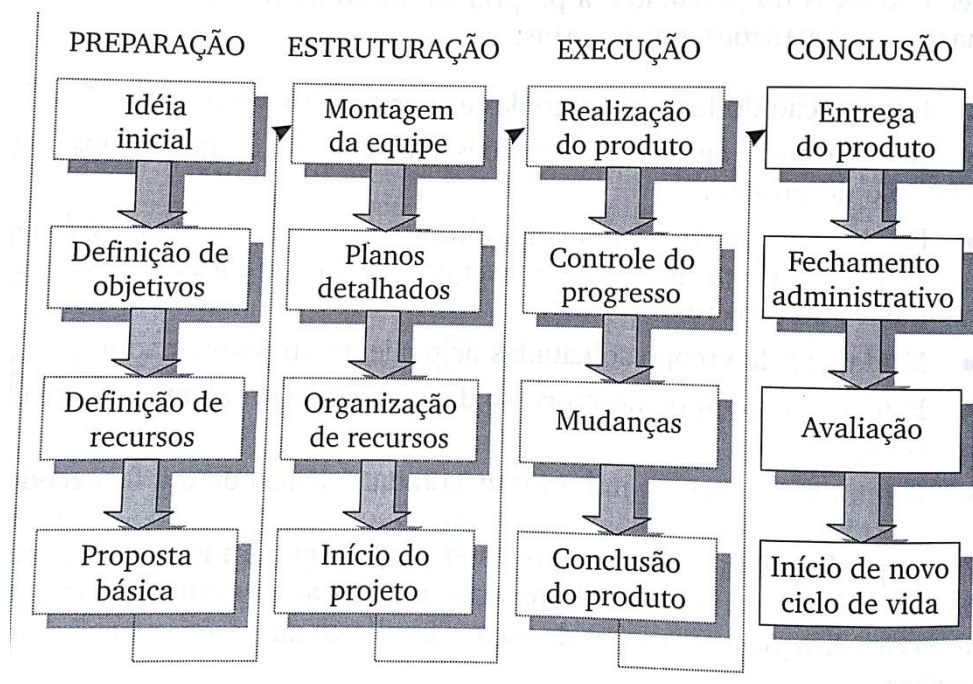 PREPARAÇÃO
Idéia
inicial
Definição de
objetivos
Definição de
recursos
Proposta
básica
ESTRUTURAÇÃO
Montagem
da equipe
Planos
detalhados
Organização
de recursos
Início do
projeto
EXECUÇÃO
Realização
do produto
Controle do
progresso
Mudanças
Conclusão
do produto
CONCLUSÃO
Entrega
do produto
Fechamento
administrativo
Avaliação
Início de novo
ciclo de vida